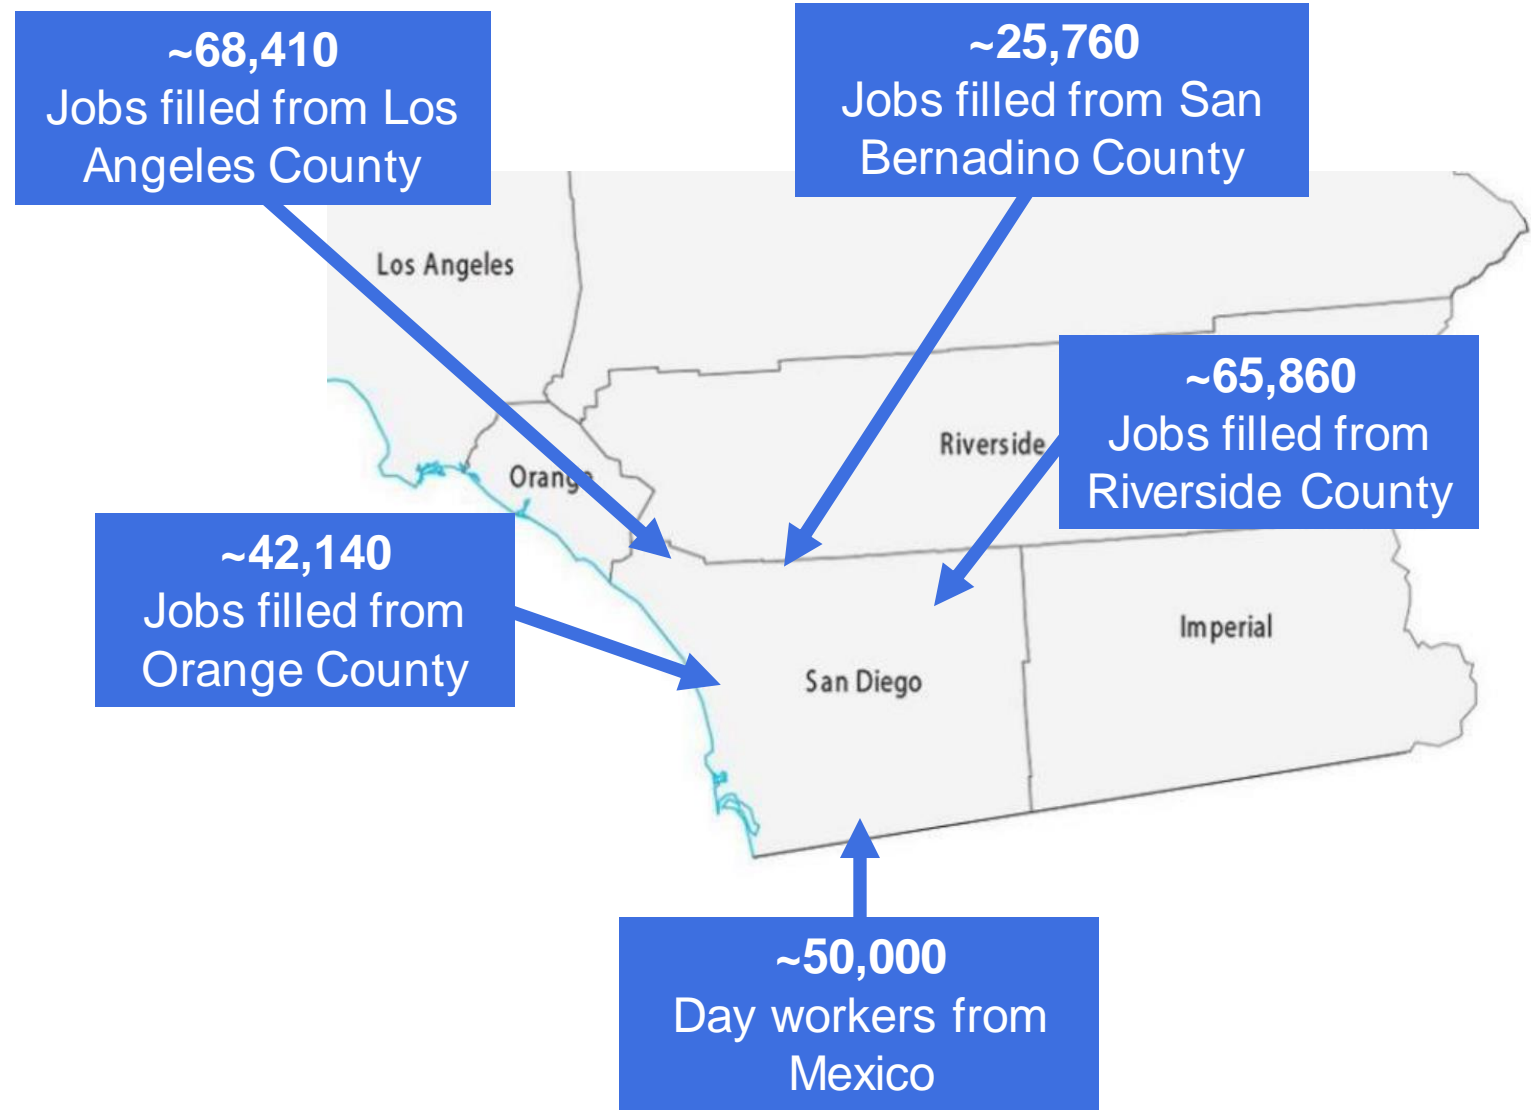 ~68,410
Jobs filled from Los
Angeles County
~25,760
Jobs filled from San
Bernadino County
Los Angeles
~65,860
Jobs filled from
Riverside County
Riverside
Orange
~42,140
Jobs filled from
Orange County
Imperial
San Diego
~50,000
Day workers from
Mexico